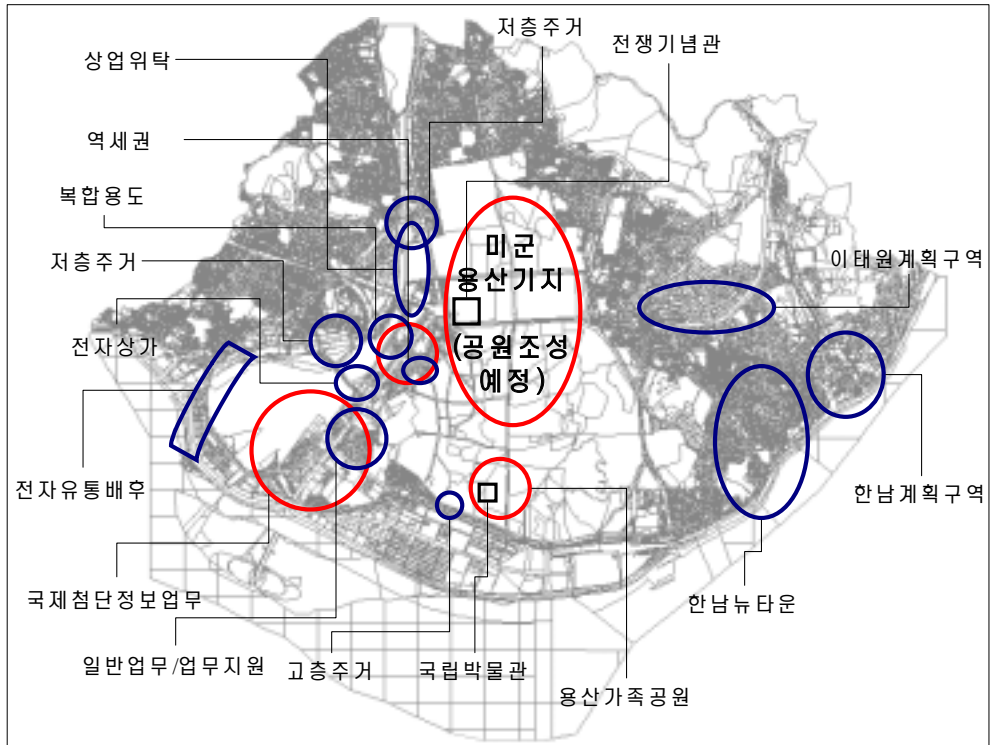 저층주거
전쟁기념관
상업위탁
역세권
복합용도
저층주거
전자상가
미군
용산기지
(공원조성
예정)
이태원계획구역
전자유통배후
한남계획구역
국제첨단정보업무
한남뉴타운
일반업무/업무지원
고층주거
국립박물관
용산가족공원